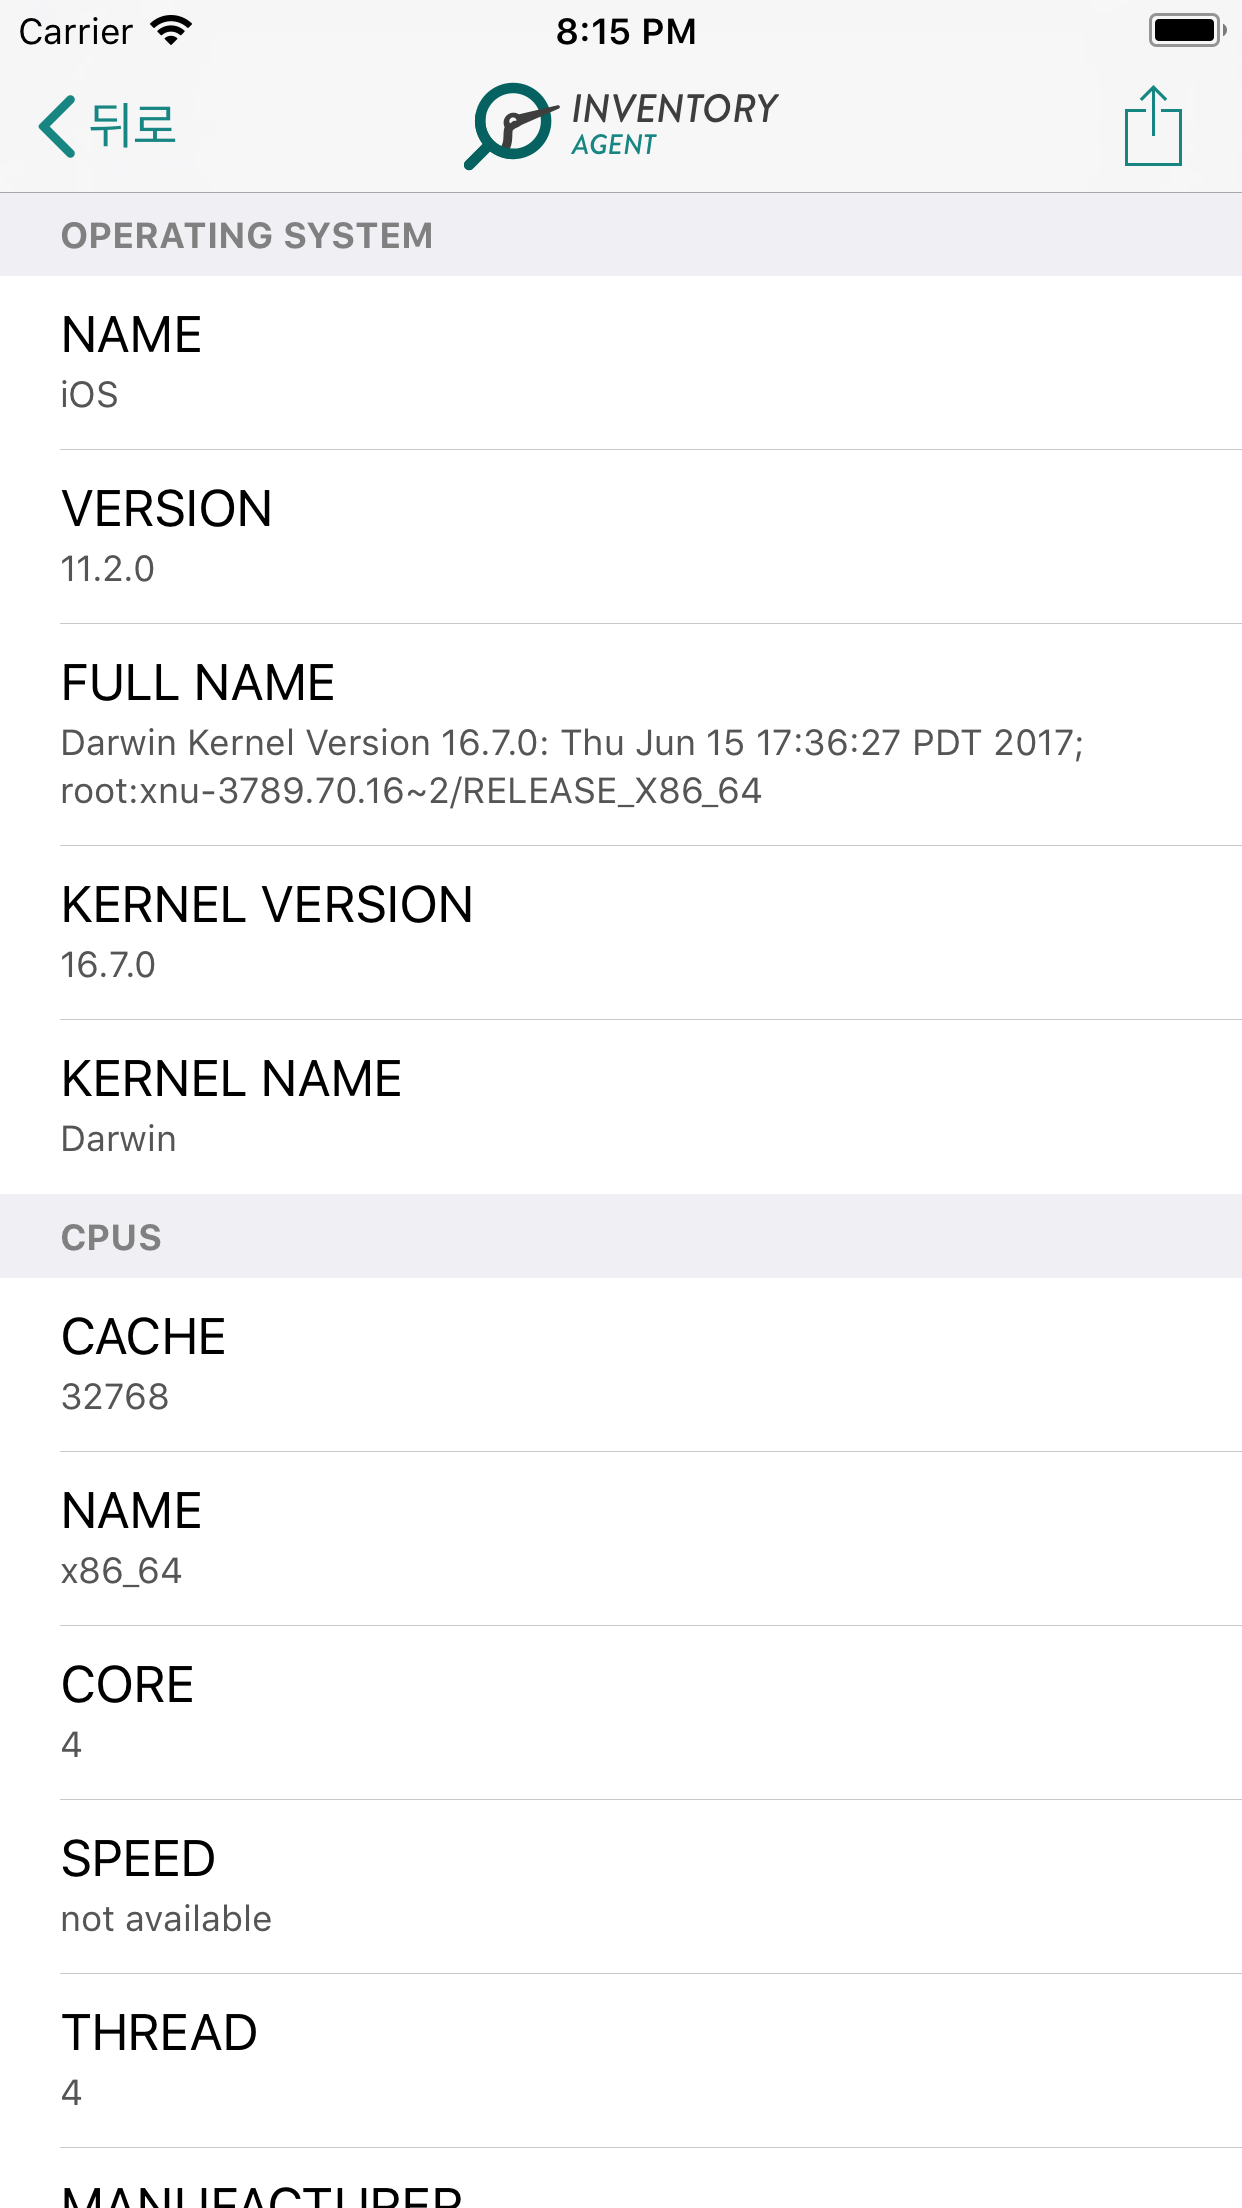 Carrier 8:15 PM
뒤로
INVENTORY
AGENT
OPERATING SYSTEM
NAME
iOS
VERSION
11.2.0
FULL NAME
Darwin Kernel Version 16.7.0: Thu Jun 15 17:36:27 PDT 2017;
root:xnu-3789.70.16~2/RELEASE_X86_64
KERNEL VERSION
16.7.0
KERNEL NAME
Darwin
CPUS
CACHE
32768
NAME
x86_64
CORE
4
SPEED
not available
THREAD
4
MANUFACTURER